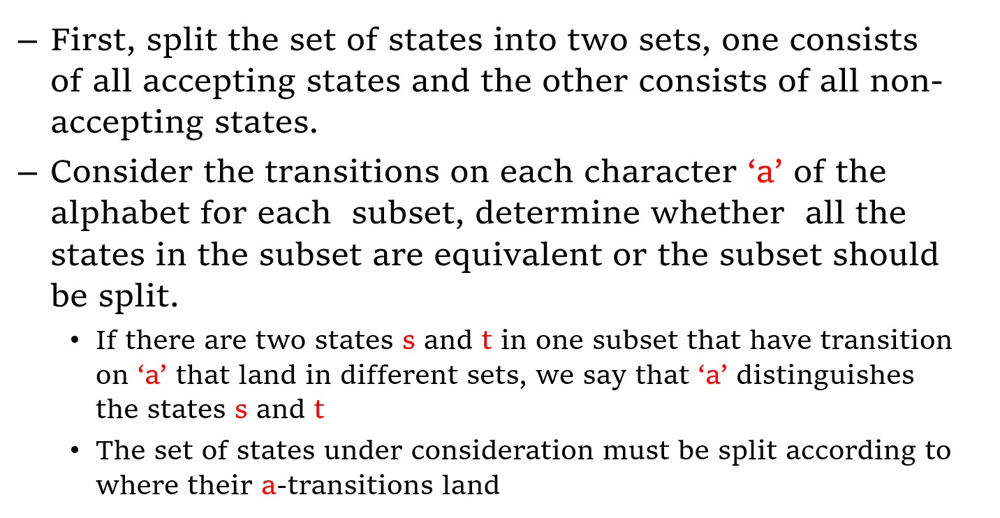 – First, split the set of states into two sets, one consists
of all accepting states and the other consists of all non-
accepting states.
– Consider the transitions on each character ‘a’ of the
alphabet for each  subset, determine whether  all the
states in the subset are equivalent or the subset should
be split.
• If there are two states s and t in one subset that have transition
on ‘a’ that land in different sets, we say that ‘a’ distinguishes
the states s and t
• The set of states under consideration must be split according to
where their a-transitions land